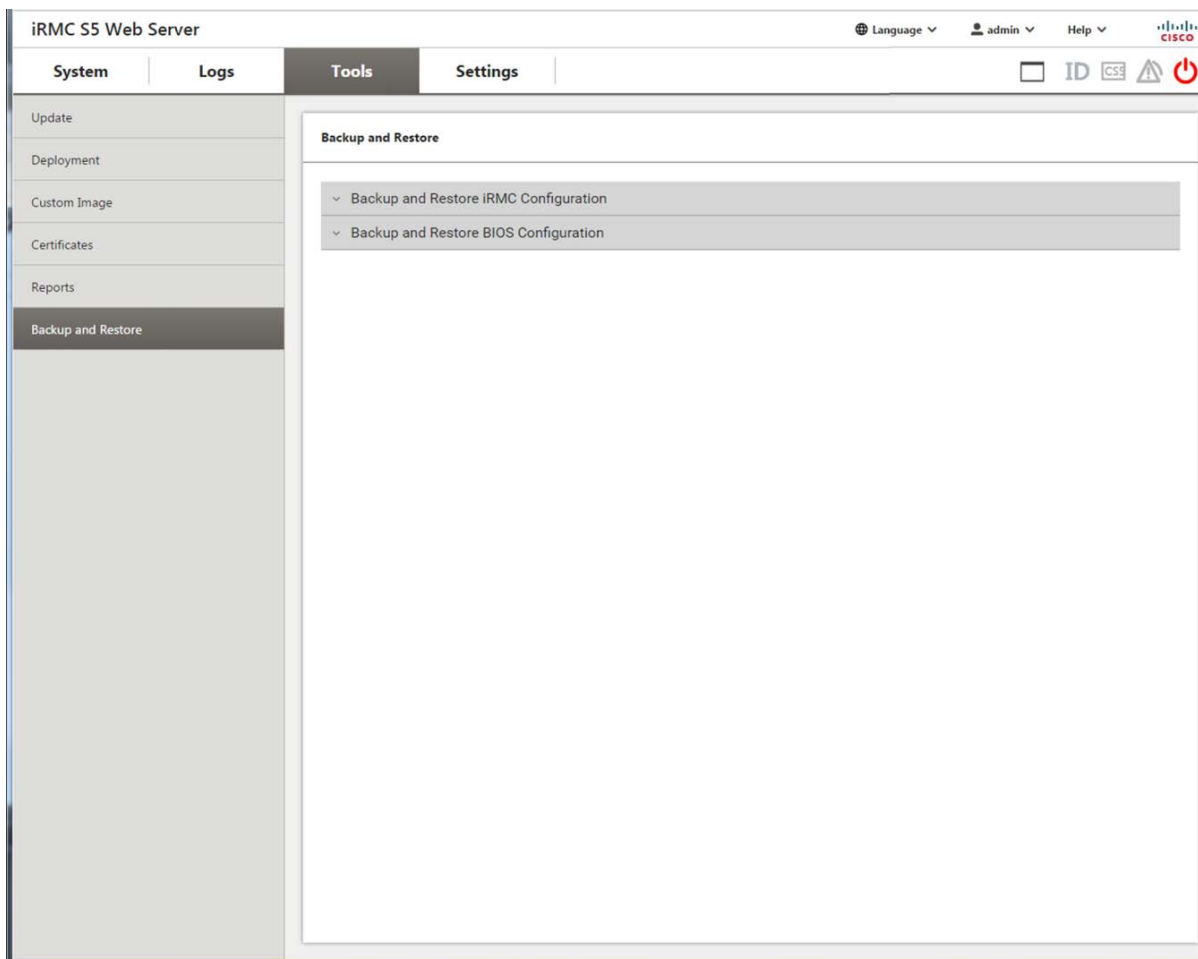 iRMC S5 Web Server
Language
admin
Help
CISCO
System
Logs
Tools
Settings
ID
CSS
Update
Deployment
Custom Image
Certificates
Reports
Backup and Restore
Backup and Restore
Backup and Restore iRMC Configuration
Backup and Restore BIOS Configuration